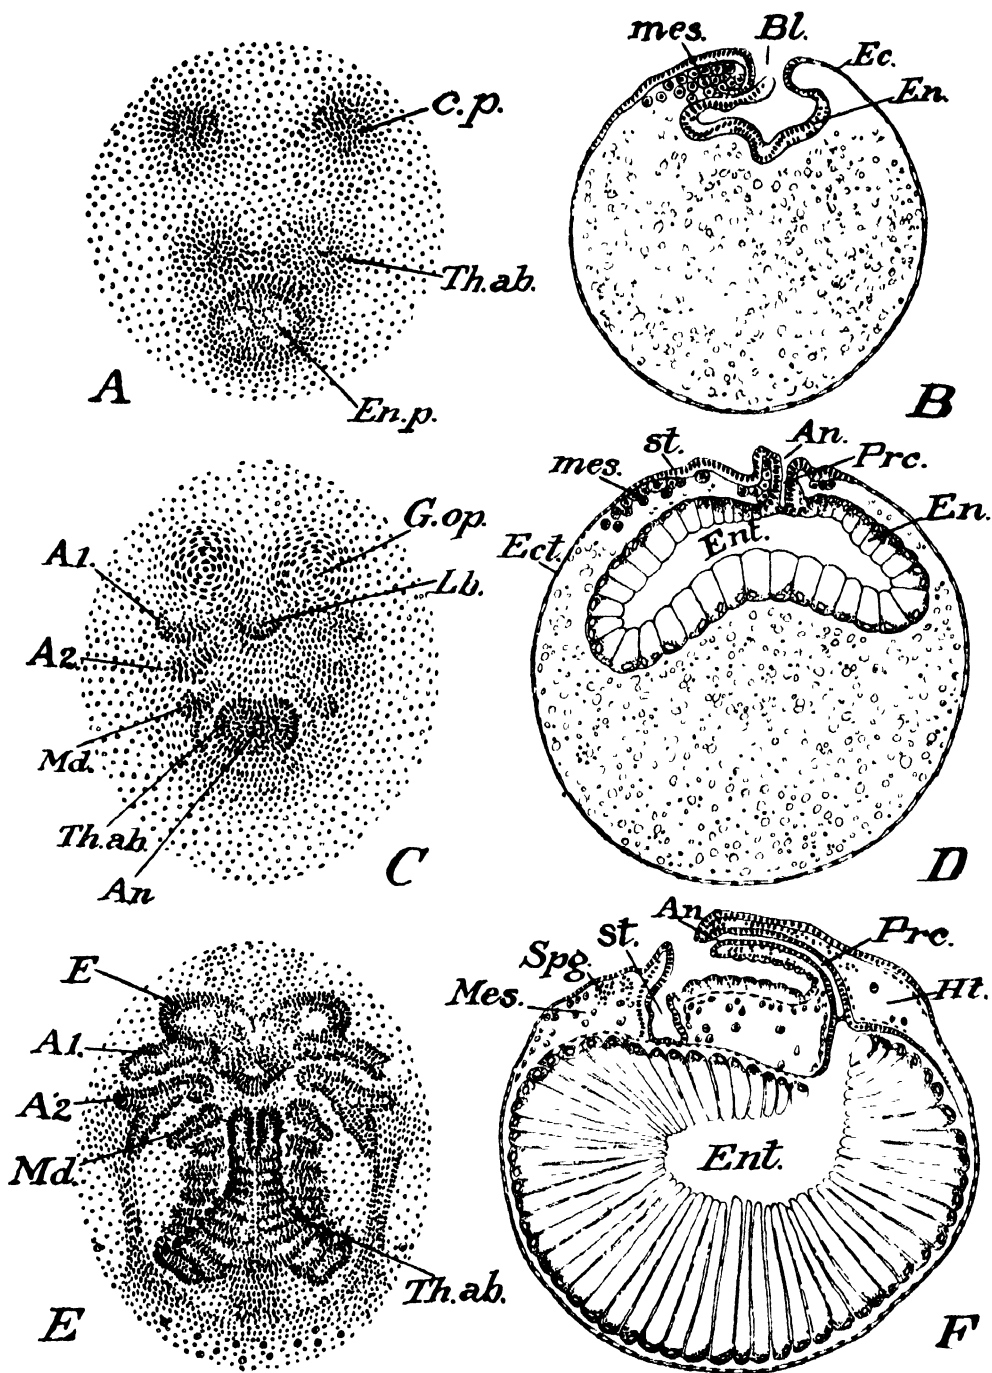 c.p.
Th.ab.
En.p.
A
mes.
Bl.
Ec.
En.
B
G.op.
A1.
Lb.
A2.
Md.
Th.ab.
An
C
An.
st.
Prc.
mes.
En.
Ent.
Ect.
D
E
A1.
A2
Md.
Th.ab.
E
An.
st.
Prc.
Spg.
Mes.
Ht.
Ent.
F